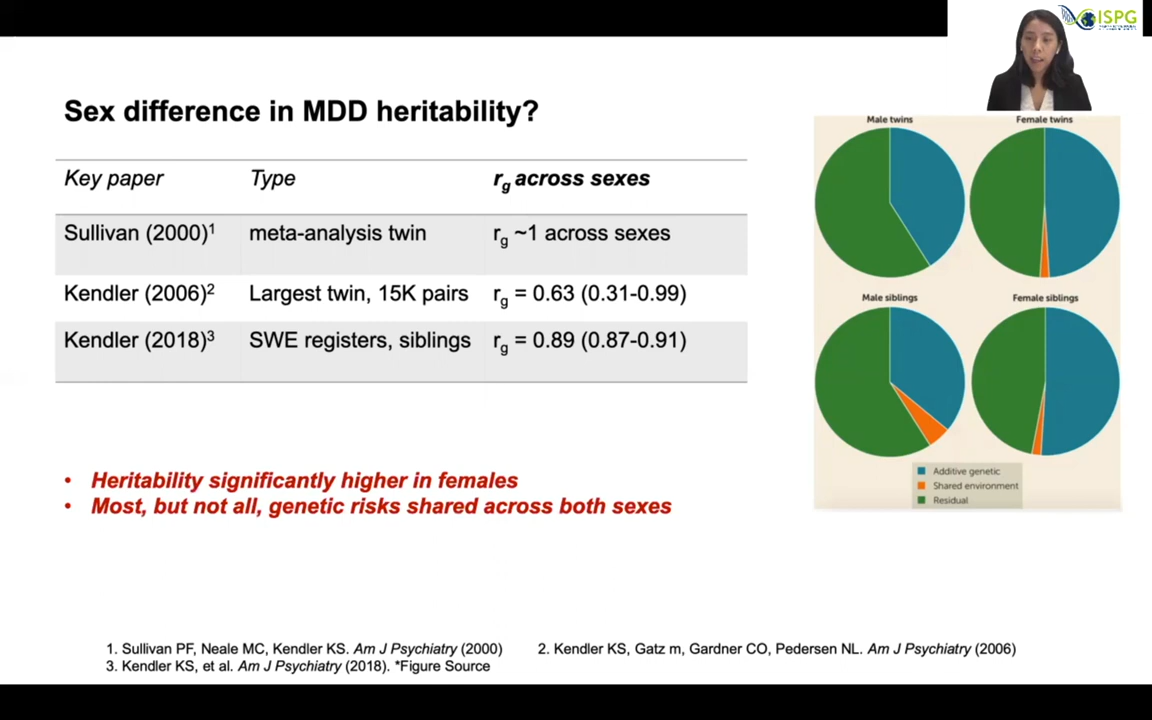 ISPG
Sex difference in MDD heritability?
Key paper Type rg across sexes
Sullivan (2000)1 meta-analysis twin rg ~1 across sexes
Kendler (2006)2 Largest twin, 15K pairs rg = 0.63 (0.31-0.99)
Kendler (2018)3 SWE registers, siblings rg = 0.89 (0.87-0.91)
• Heritability significantly higher in females
• Most, but not all, genetic risks shared across both sexes
Male twins Female twins
Male siblings Female siblings
Additive genetic
Shared environment
Residual
1. Sullivan PF, Neale MC, Kendler KS. Am J Psychiatry (2000) 2. Kendler KS, Gatz m, Gardner CO, Pedersen NL. Am J Psychiatry (2006)
3. Kendler KS, et al. Am J Psychiatry (2018). *Figure Source